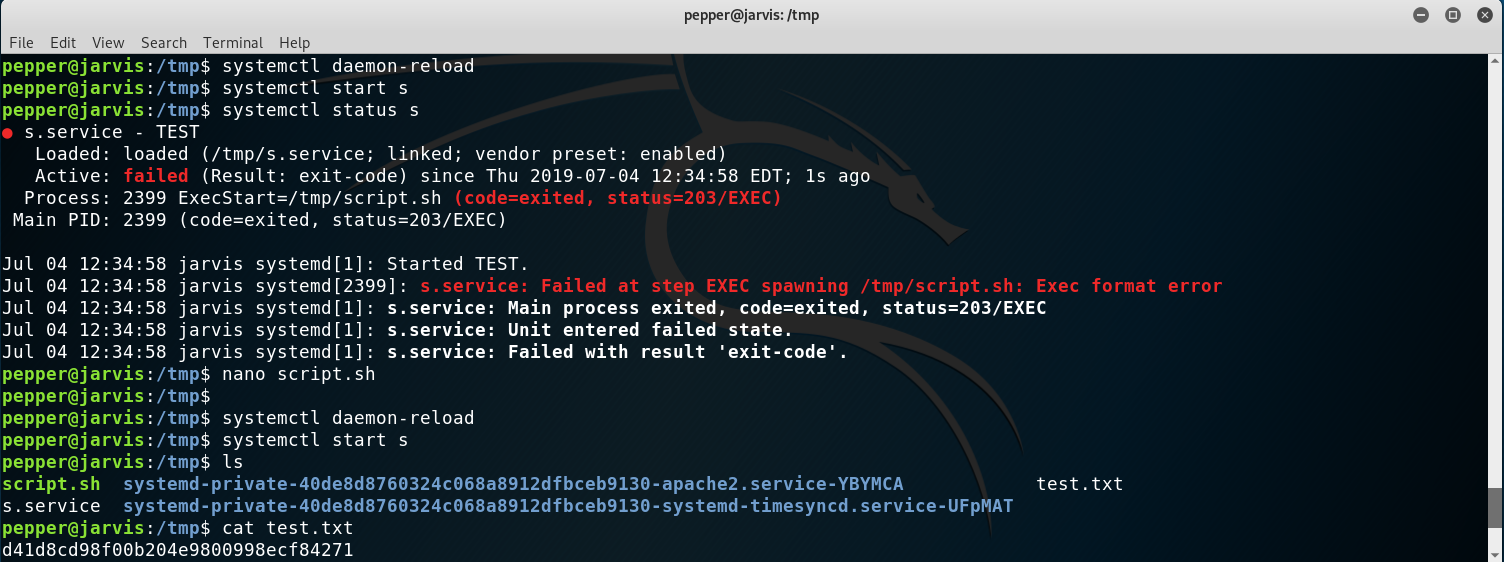 pepper@jarvis: /tmp
File Edit View Search Terminal Help
pepper@jarvis:/tmp$ systemctl daemon-reload
pepper@jarvis:/tmp$ systemctl start s
pepper@jarvis:/tmp$ systemctl status s
● s.service - TEST
   Loaded: loaded (/tmp/s.service; linked; vendor preset: enabled)
   Active: failed (Result: exit-code) since Thu 2019-07-04 12:34:58 EDT; 1s ago
  Process: 2399 ExecStart=/tmp/script.sh (code=exited, status=203/EXEC)
 Main PID: 2399 (code=exited, status=203/EXEC)

Jul 04 12:34:58 jarvis systemd[1]: Started TEST.
Jul 04 12:34:58 jarvis systemd[2399]: s.service: Failed at step EXEC spawning /tmp/script.sh: Exec format error
Jul 04 12:34:58 jarvis systemd[1]: s.service: Main process exited, code=exited, status=203/EXEC
Jul 04 12:34:58 jarvis systemd[1]: s.service: Unit entered failed state.
Jul 04 12:34:58 jarvis systemd[1]: s.service: Failed with result 'exit-code'.
pepper@jarvis:/tmp$ nano script.sh
pepper@jarvis:/tmp$
pepper@jarvis:/tmp$ systemctl daemon-reload
pepper@jarvis:/tmp$ systemctl start s
pepper@jarvis:/tmp$ ls
script.sh  systemd-private-40de8d8760324c068a8912dfbceb9130-apache2.service-YBYMCA            test.txt
s.service  systemd-private-40de8d8760324c068a8912dfbceb9130-systemd-timesyncd.service-UFpMAT
pepper@jarvis:/tmp$ cat test.txt
d41d8cd98f00b204e9800998ecf84271